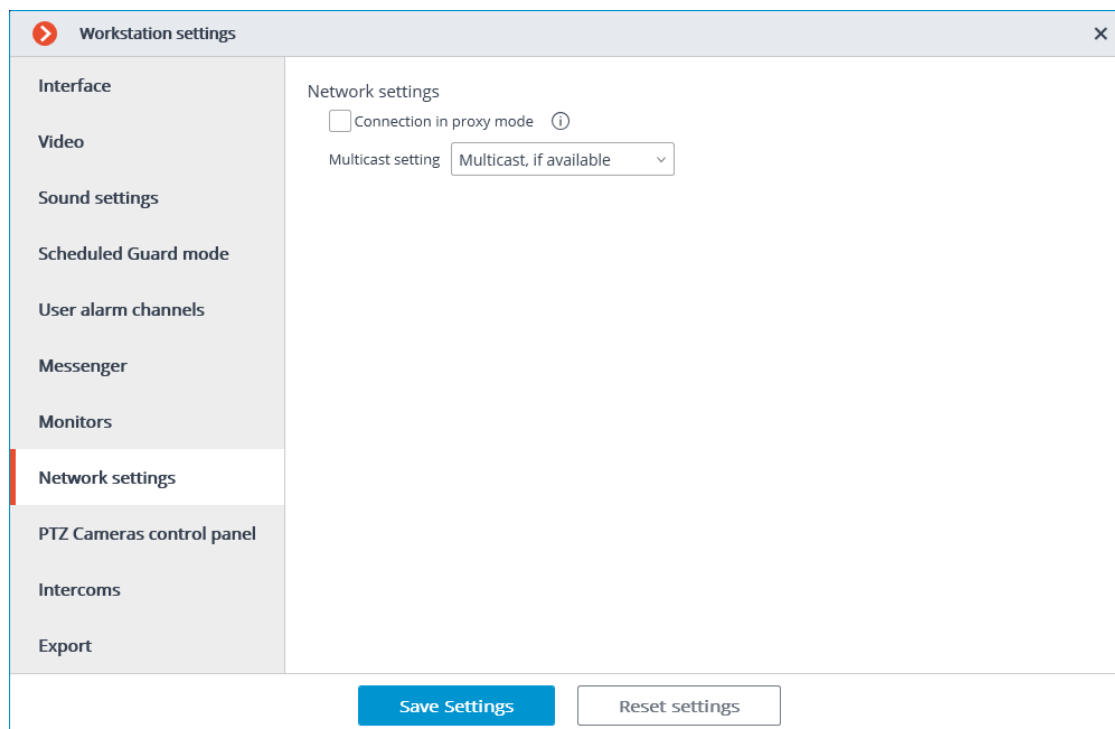 Workstation settings
Interface
Video
Sound settings
Scheduled Guard mode
User alarm channels
Messenger
Monitors
Network settings
PTZ Cameras control panel
Intercoms
Export
Network settings
Connection in proxy mode
Multicast setting Multicast, if available
Save Settings
Reset settings